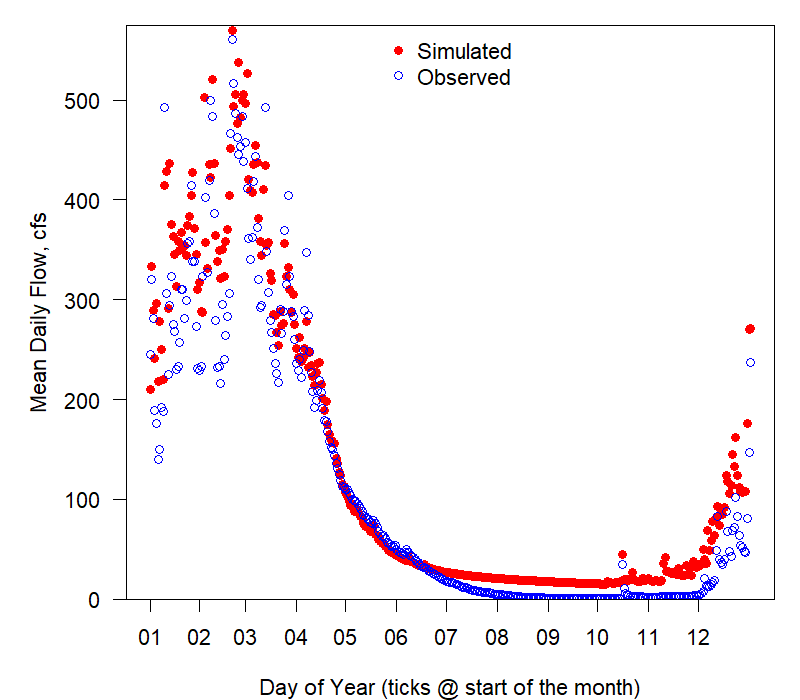 Simulated
Observed
500
400
300
200
100
0
Mean Daily Flow, cfs
01 02 03 04 05 06 07 08 09 10 11 12
Day of Year (ticks @ start of the month)